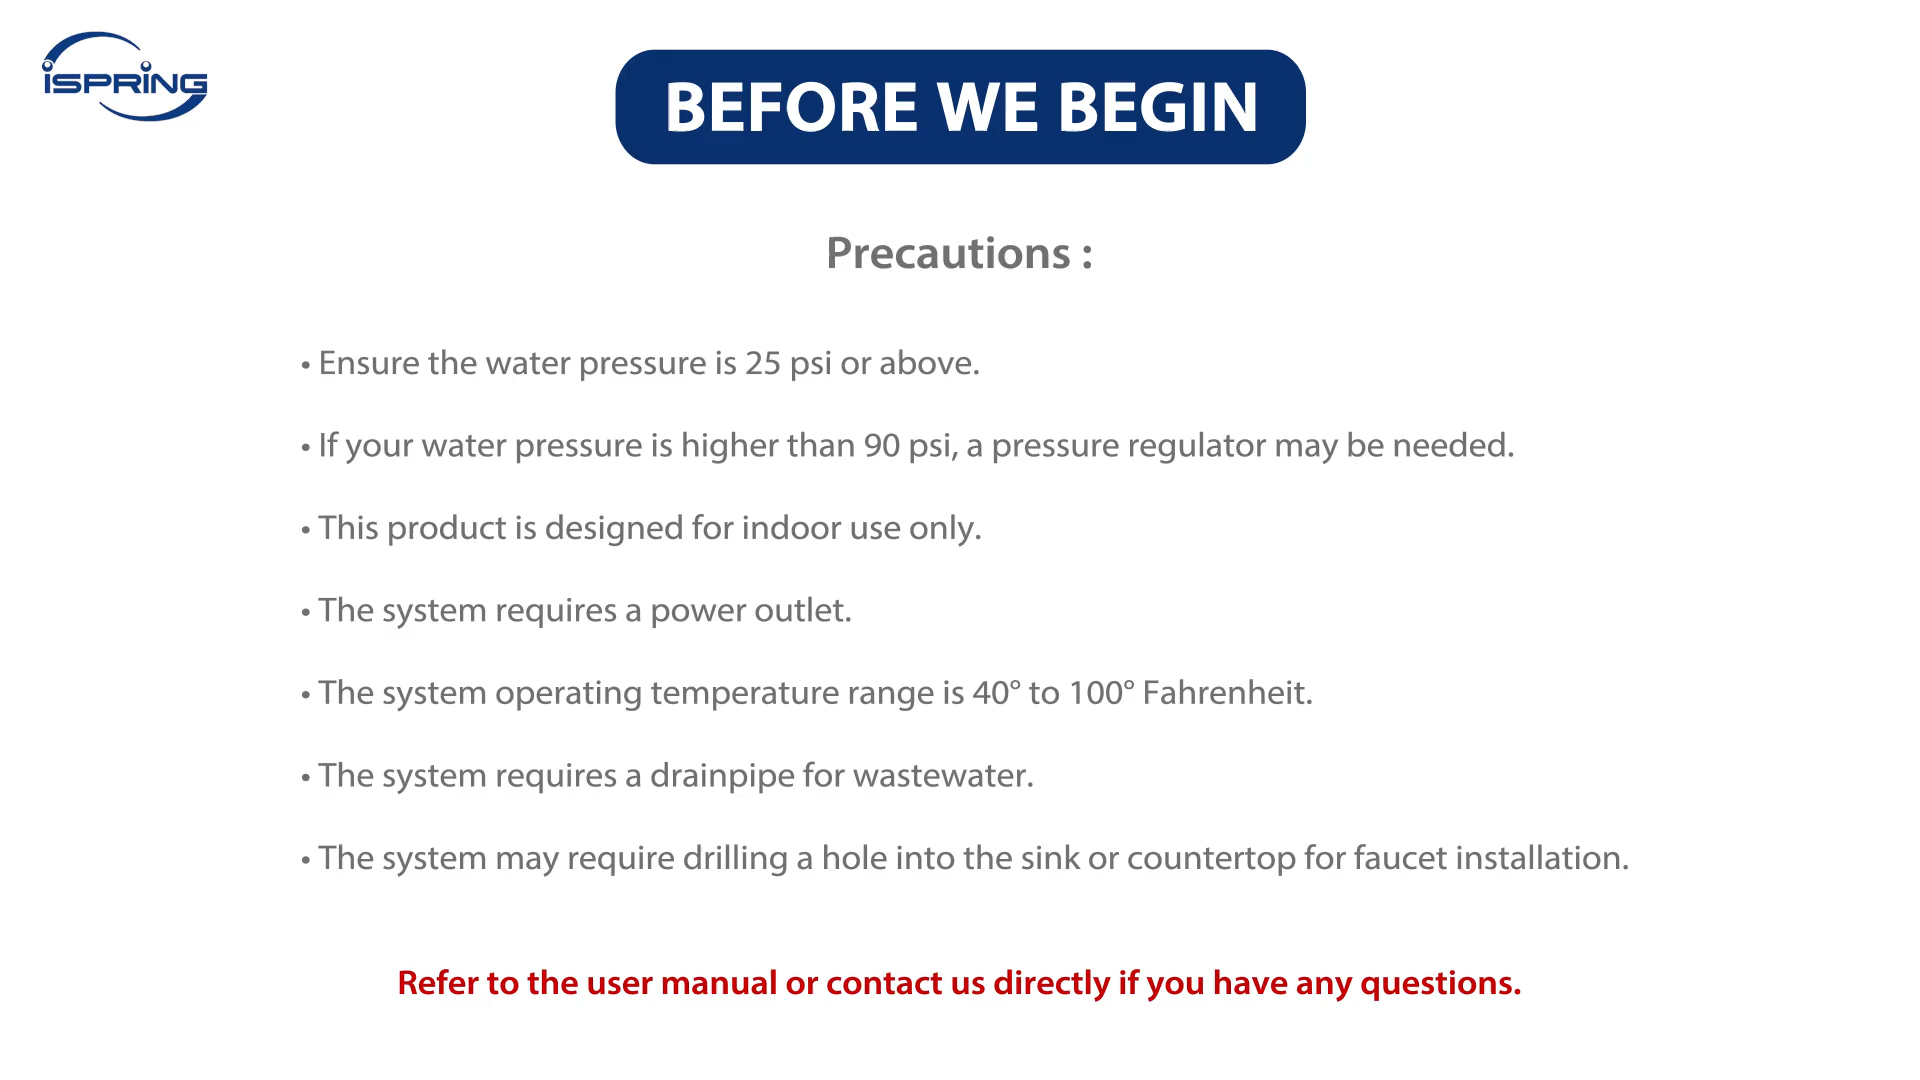 iSPRiNG
BEFORE WE BEGIN
Precautions :
• Ensure the water pressure is 25 psi or above.
• If your water pressure is higher than 90 psi, a pressure regulator may be needed.
• This product is designed for indoor use only.
• The system requires a power outlet.
• The system operating temperature range is 40° to 100° Fahrenheit.
• The system requires a drainpipe for wastewater.
• The system may require drilling a hole into the sink or countertop for faucet installation.
Refer to the user manual or contact us directly if you have any questions.